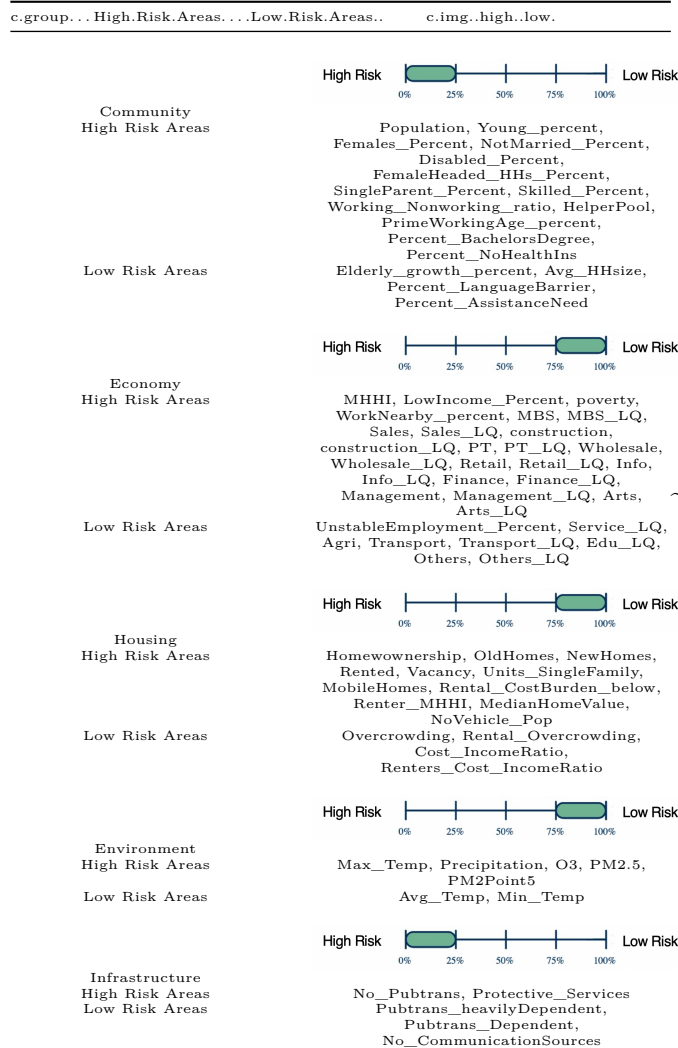 c.group...High.Risk.Areas....Low.Risk.Areas.. c.img..high..low.
High Risk Low Risk
0% 25% 50% 75% 100%
Community
High Risk Areas Population, Young_percent,
Females_Percent, NotMarried_Percent,
Disabled_Percent,
FemaleHeaded_HHs_Percent,
SingleParent_Percent, Skilled_Percent,
Working_Nonworking_ratio, HelperPool,
PrimeWorkingAge_percent,
Percent_BachelorsDegree,
Percent_NoHealthIns
Low Risk Areas Elderly_growth_percent, Avg_HHsize,
Percent_LanguageBarrier,
Percent_AssistanceNeed
High Risk Low Risk
0% 25% 50% 75% 100%
Economy
High Risk Areas MHHI, LowIncome_Percent, poverty,
WorkNearby_percent, MBS, MBS_LQ,
Sales, Sales_LQ, construction,
construction_LQ, PT, PT_LQ, Wholesale,
Wholesale_LQ, Retail, Retail_LQ, Info,
Info_LQ, Finance, Finance_LQ,
Management, Management_LQ, Arts,
Arts_LQ
Low Risk Areas UnstableEmployment_Percent, Service_LQ,
Agri, Transport, Transport_LQ, Edu_LQ,
Others, Others_LQ
High Risk Low Risk
0% 25% 50% 75% 100%
Housing
High Risk Areas Homewownership, OldHomes, NewHomes,
Rented, Vacancy, Units_SingleFamily,
MobileHomes, Rental_CostBurden_below,
Renter_MHHI, MedianHomeValue,
NoVehicle_Pop
Low Risk Areas Overcrowding, Rental_Overcrowding,
Cost_IncomeRatio,
Renters_Cost_IncomeRatio
High Risk Low Risk
0% 25% 50% 75% 100%
Environment
High Risk Areas Max_Temp, Precipitation, O3, PM2.5,
PM2Point5
Low Risk Areas Avg_Temp, Min_Temp
High Risk Low Risk
0% 25% 50% 75% 100%
Infrastructure
High Risk Areas No_Pubtrans, Protective_Services
Low Risk Areas Pubtrans_heavilyDependent,
Pubtrans_Dependent,
No_CommunicationSources